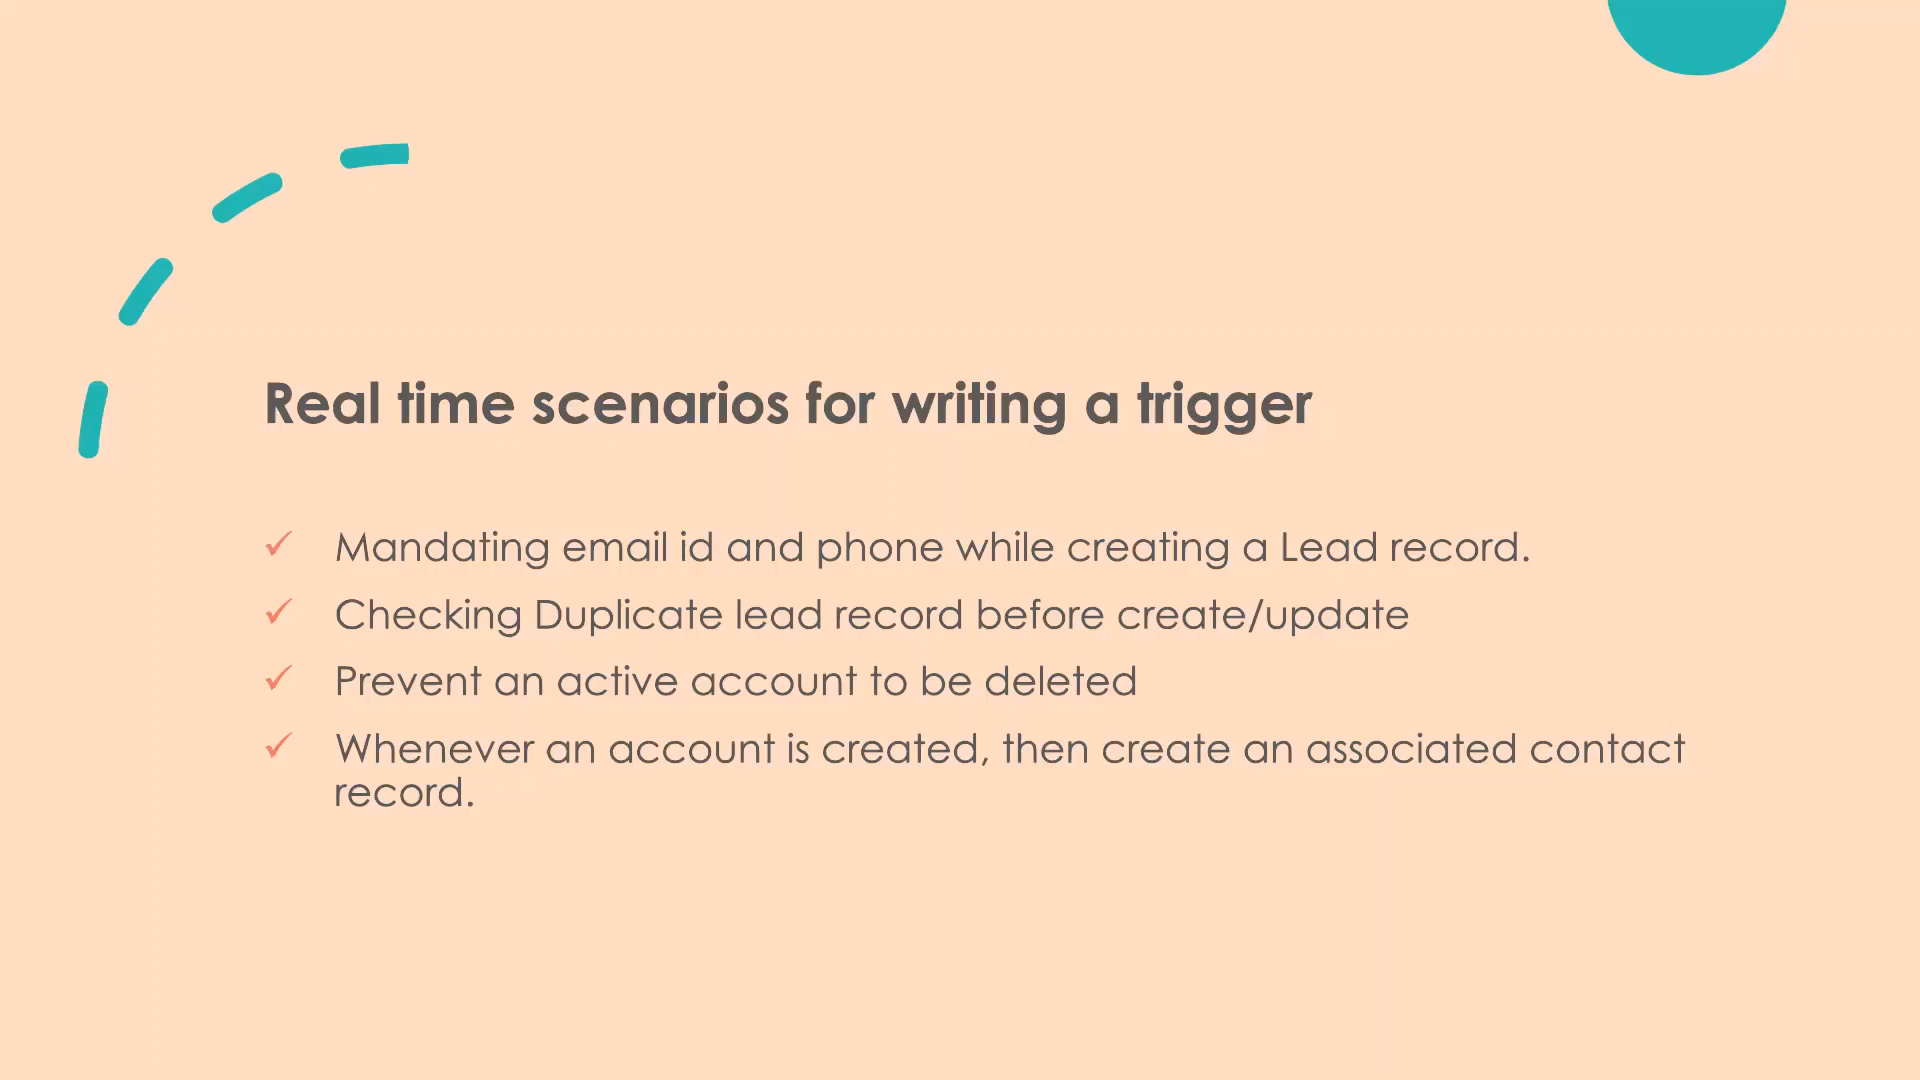 Real time scenarios for writing a trigger
✓ Mandating email id and phone while creating a Lead record.
✓ Checking Duplicate lead record before create/update
✓ Prevent an active account to be deleted
✓ Whenever an account is created, then create an associated contact
record.